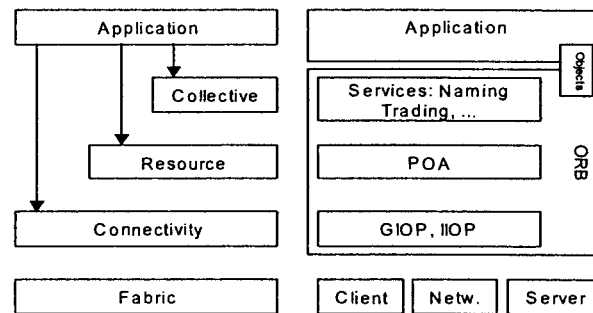 Application
Collective
Resource
Connectivity
Fabric
Application
Objects
Services: Naming
Trading, ...
POA
ORB
GIOP, IIOP
Client
Netw.
Server